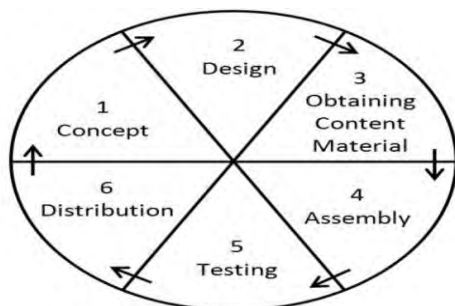 1
Concept
2
Design
3
Obtaining
Content
Material
4
Assembly
5
Testing
6
Distribution